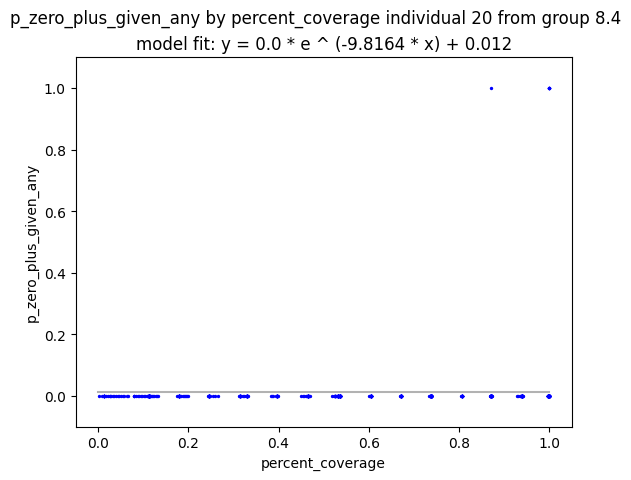 p_zero_plus_given_any by percent_coverage individual 20 from group 8.4
model fit: y = 0.0 * e ^ (-9.8164 * x) + 0.012
p_zero_plus_given_any
1.0
0.8
0.6
0.4
0.2
0.0
0.0 0.2 0.4 0.6 0.8 1.0
percent_coverage